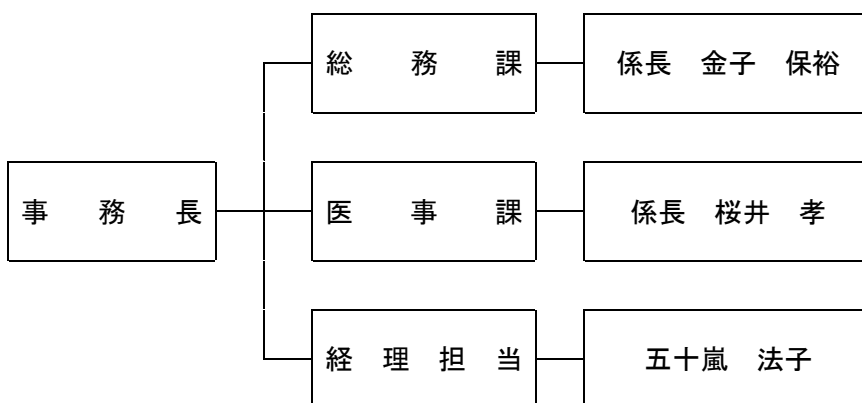 総務課
係長 金子 保裕
事務長
医事課
係長 桜井 孝
経理担当
五十嵐 法子